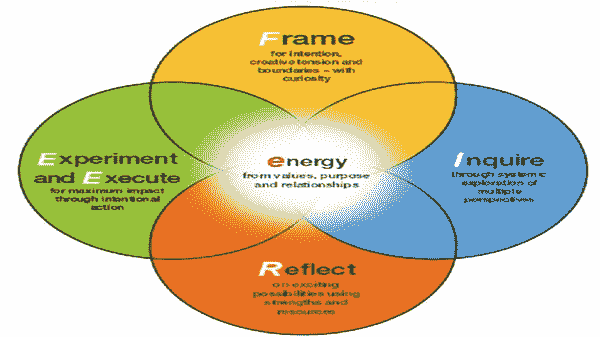 Frame
for intention,
creative tension and
boundaries – with
curiosity
Experiment
and Execute
for maximum impact
through intentional
action
energy
from values, purpose
and relationships
Inquire
through systemic
exploration of
multiple
perspectives
Reflect
on exciting
possibilities using
strengths and
resources